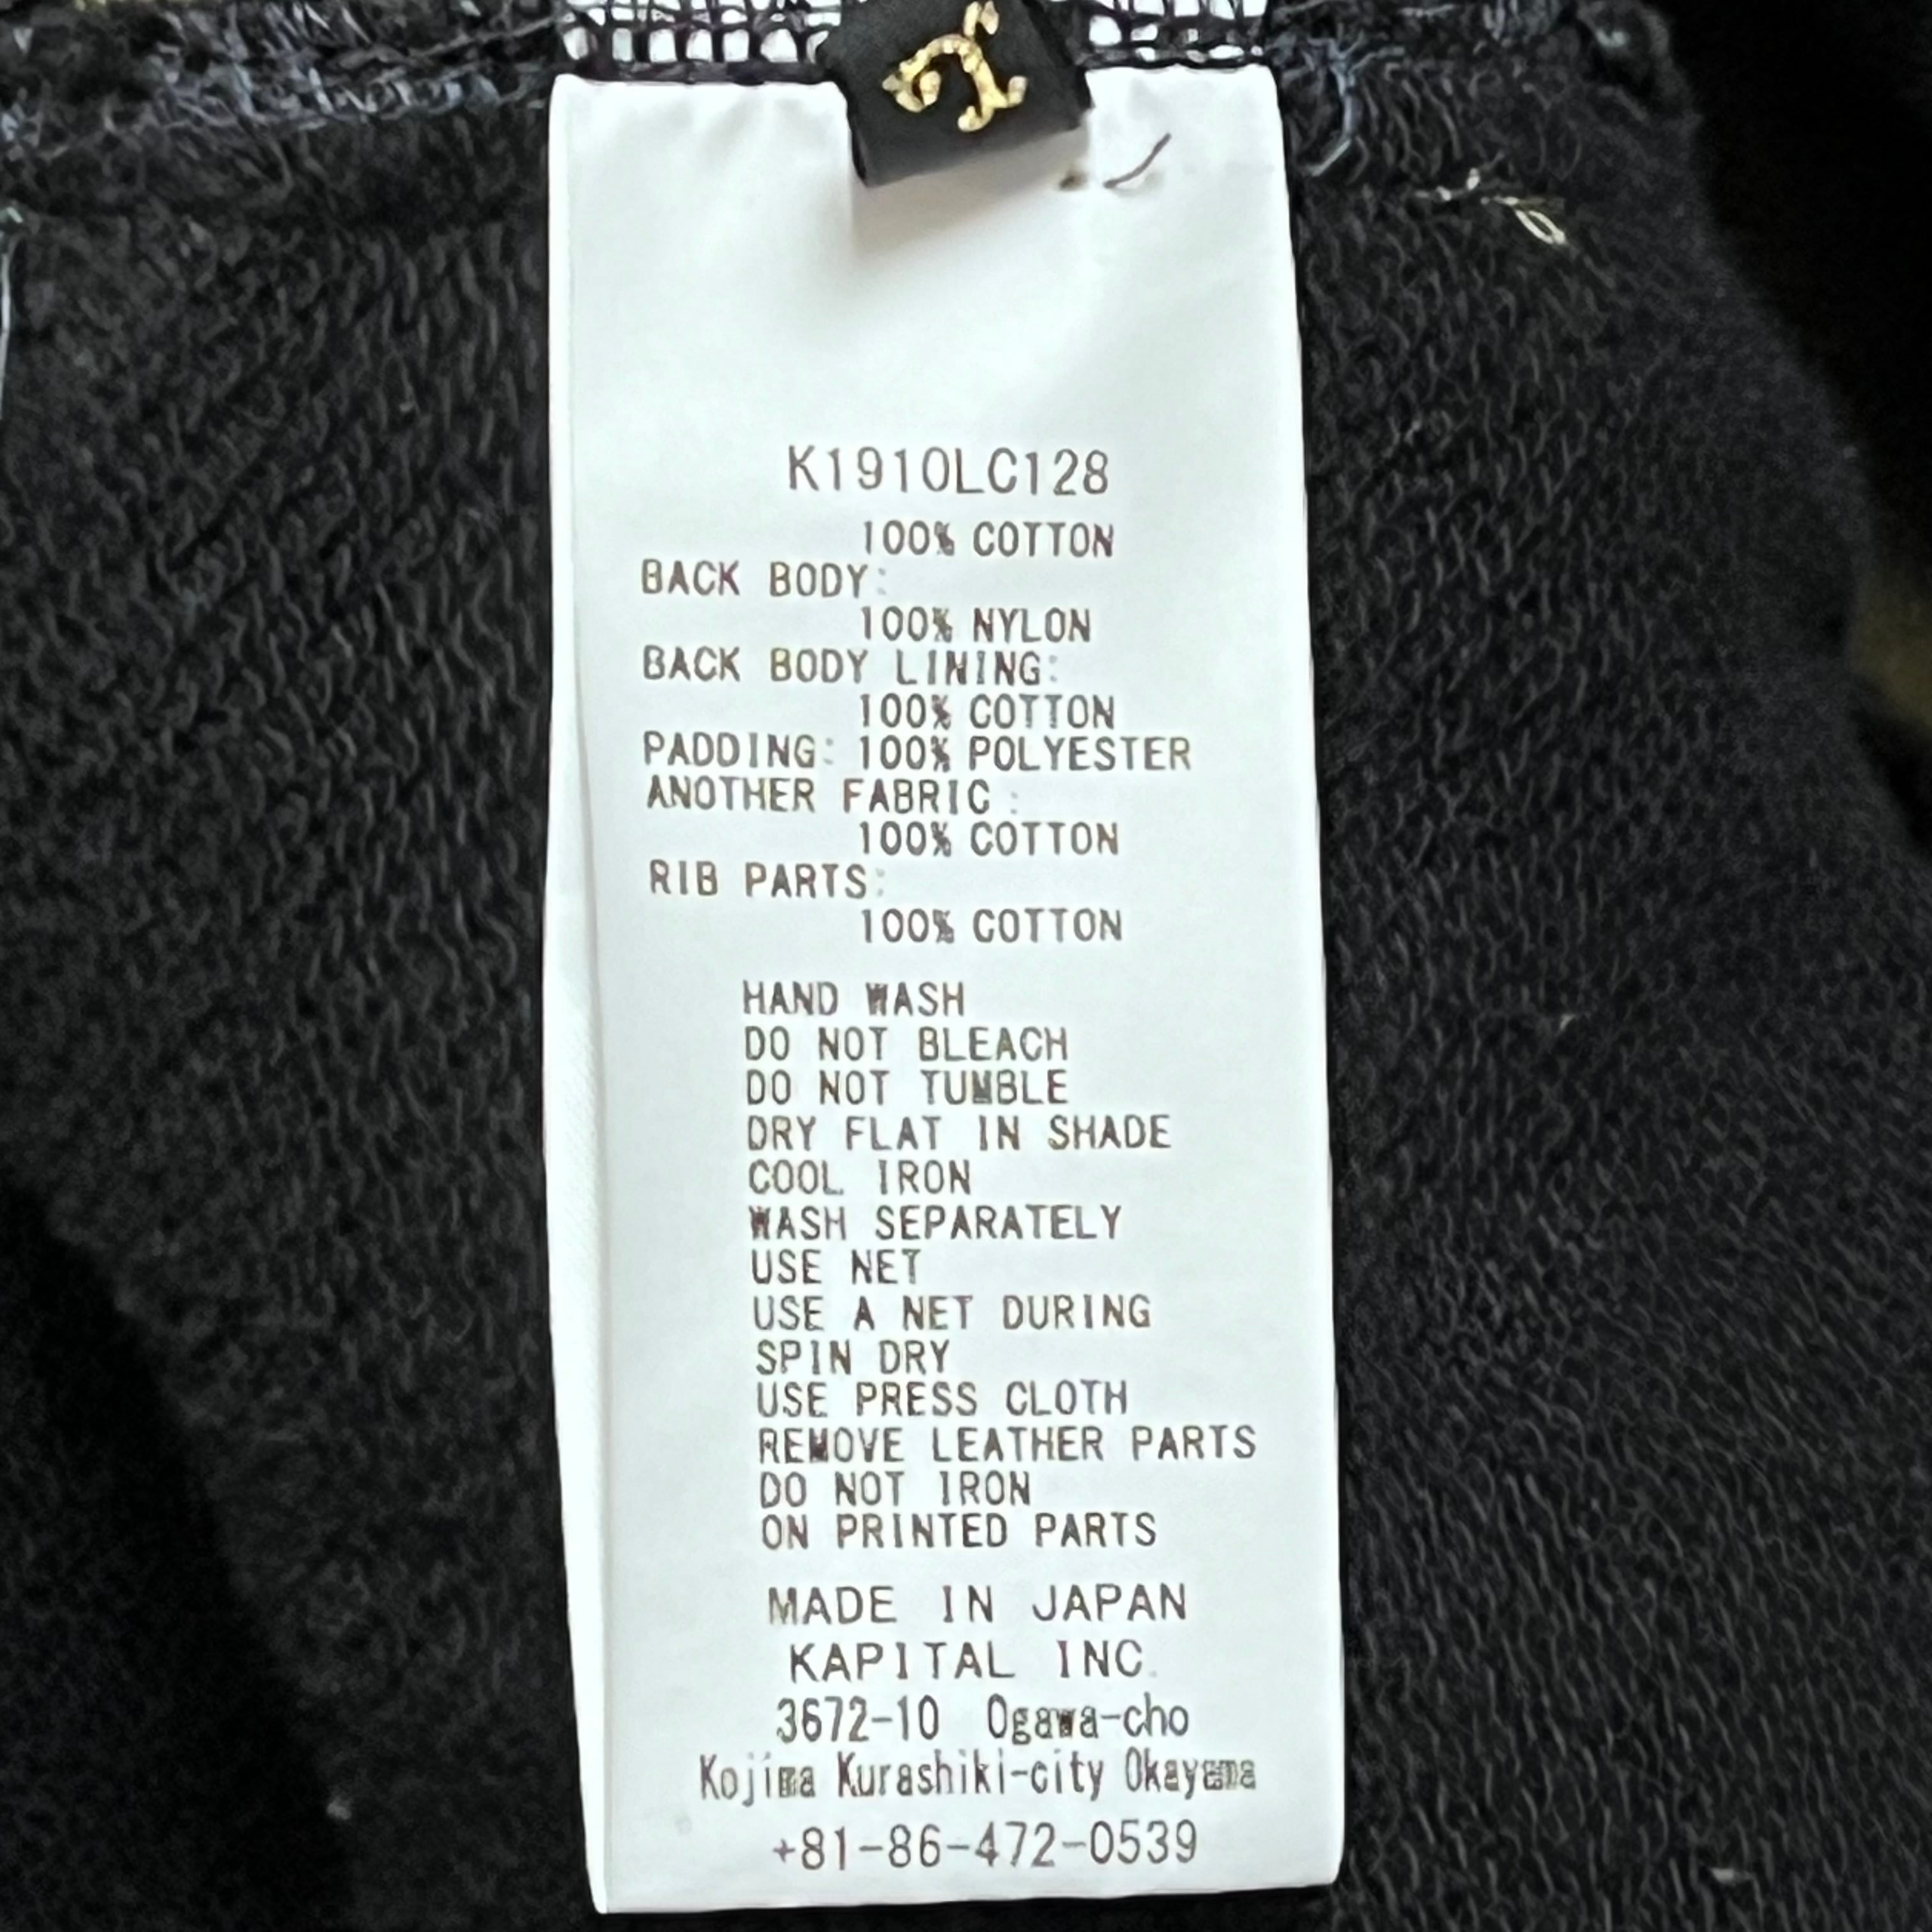 K1910LC128
100% COTTON
BACK BODY:
100% NYLON
BACK BODY LINING:
100% COTTON
PADDING: 100% POLYESTER
ANOTHER FABRIC :
100% COTTON
RIB PARTS:
100% COTTON
HAND WASH
DO NOT BLEACH
DO NOT TUMBLE
DRY FLAT IN SHADE
COOL IRON
WASH SEPARATELY
USE NET
USE A NET DURING
SPIN DRY
USE PRESS CLOTH
REMOVE LEATHER PARTS
DO NOT IRON
ON PRINTED PARTS
MADE IN JAPAN
KAPITAL INC.
3672-10 Ogawa-cho
Kojima Kurashiki-city Okayama
+81-86-472-0539